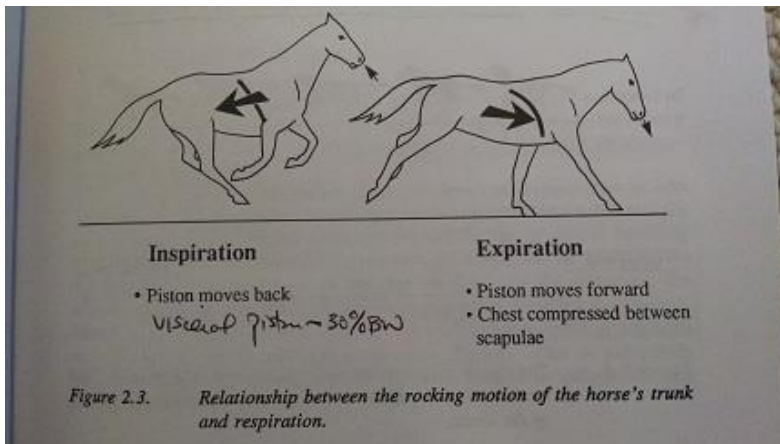 Inspiration
• Piston moves back
visceral piston ~ 30% BW
Expiration
• Piston moves forward
• Chest compressed between
scapulae
Figure 2.3. Relationship between the rocking motion of the horse's trunk
and respiration.